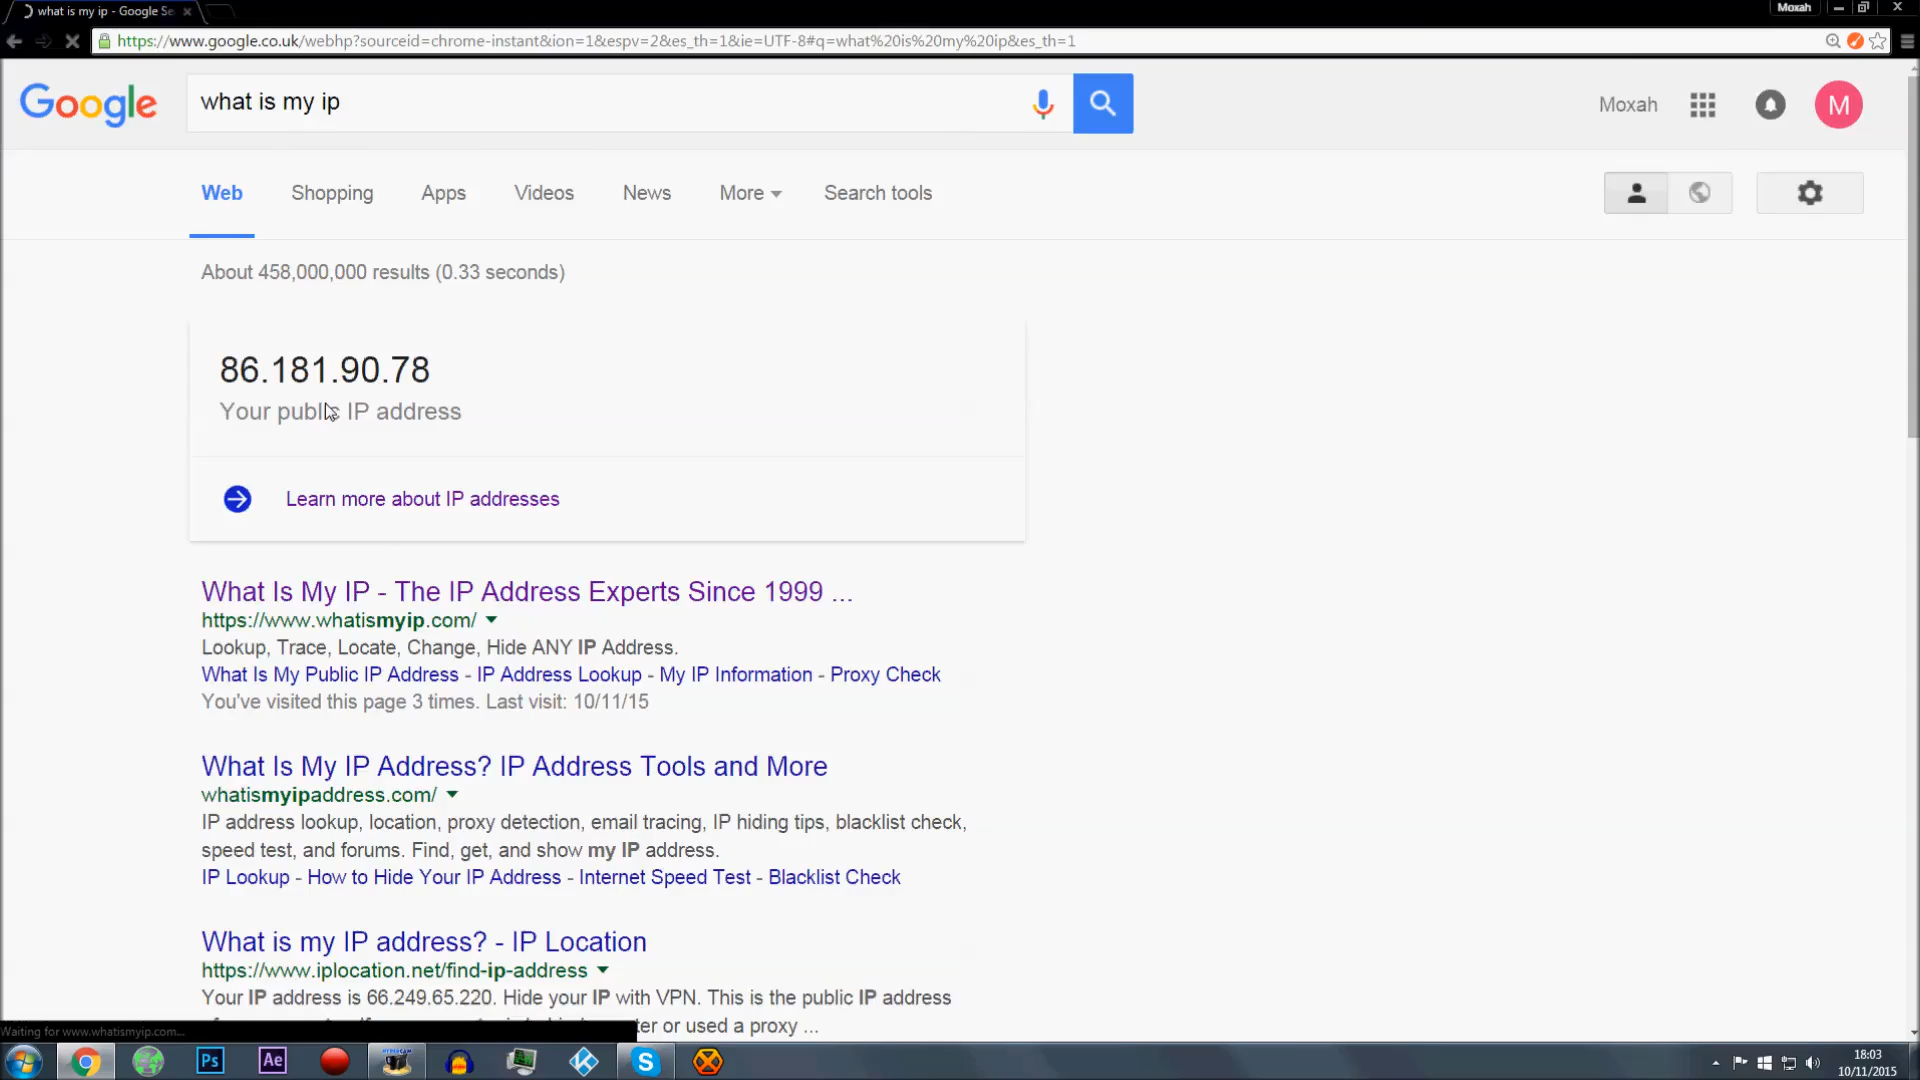 what is my ip - Google Se
Moxah
https://www.google.co.uk/webhp?sourceid=chrome-instant&ion=1&espv=2&es_th=1&ie=UTF-8#q=what%20is%20my%20ip&es_th=1
Google
what is my ip
Moxah
M
Web
Shopping
Apps
Videos
News
More
Search tools
About 458,000,000 results (0.33 seconds)
86.181.90.78
Your public IP address
Learn more about IP addresses
What Is My IP - The IP Address Experts Since 1999 ...
https://www.whatismyip.com/
Lookup, Trace, Locate, Change, Hide ANY IP Address.
What Is My Public IP Address - IP Address Lookup - My IP Information - Proxy Check
You've visited this page 3 times. Last visit: 10/11/15
What Is My IP Address? IP Address Tools and More
whatismyipaddress.com/
IP address lookup, location, proxy detection, email tracing, IP hiding tips, blacklist check,
speed test, and forums. Find, get, and show my IP address.
IP Lookup - How to Hide Your IP Address - Internet Speed Test - Blacklist Check
What is my IP address? - IP Location
https://www.iplocation.net/find-ip-address
Your IP address is 66.249.65.220. Hide your IP with VPN. This is the public IP address
or used a proxy ...
Waiting for www.whatismyip.com...
Ps
Ae
S
18:03
10/11/2015